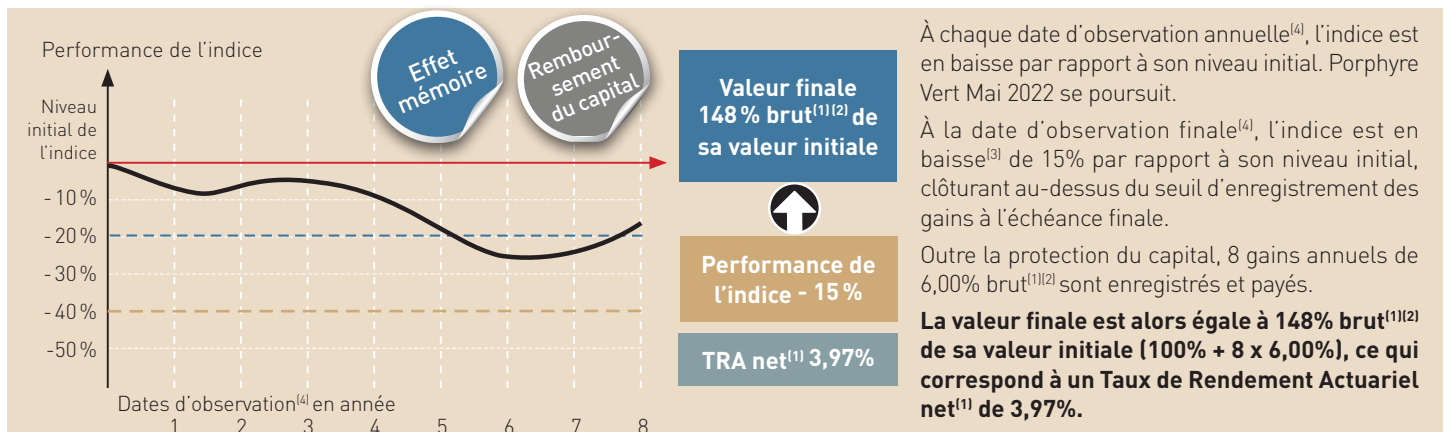 Performance de l’indice
Niveau
initial de
l’indice
- 10 %
- 20 %
- 30 %
- 40 %
-50 %
Dates d’observation(4) en année
1 2 3 4 5 6 7 8
Effet
mémoire
Rembour-
sement
du capital
Valeur finale
148 % brut(1)(2) de
sa valeur initiale
Performance de
l’indice - 15 %
TRA net(1) 3,97%
À chaque date d’observation annuelle(4), l’indice est
en baisse par rapport à son niveau initial. Porphyre
Vert Mai 2022 se poursuit.
À la date d’observation finale(4), l’indice est en
baisse(3) de 15% par rapport à son niveau initial,
clôturant au-dessus du seuil d’enregistrement des
gains à l’échéance finale.
Outre la protection du capital, 8 gains annuels de
6,00% brut(1)(2) sont enregistrés et payés.
La valeur finale est alors égale à 148% brut(1)(2)
de sa valeur initiale (100% + 8 x 6,00%), ce qui
correspond à un Taux de Rendement Actuariel
net(1) de 3,97%.